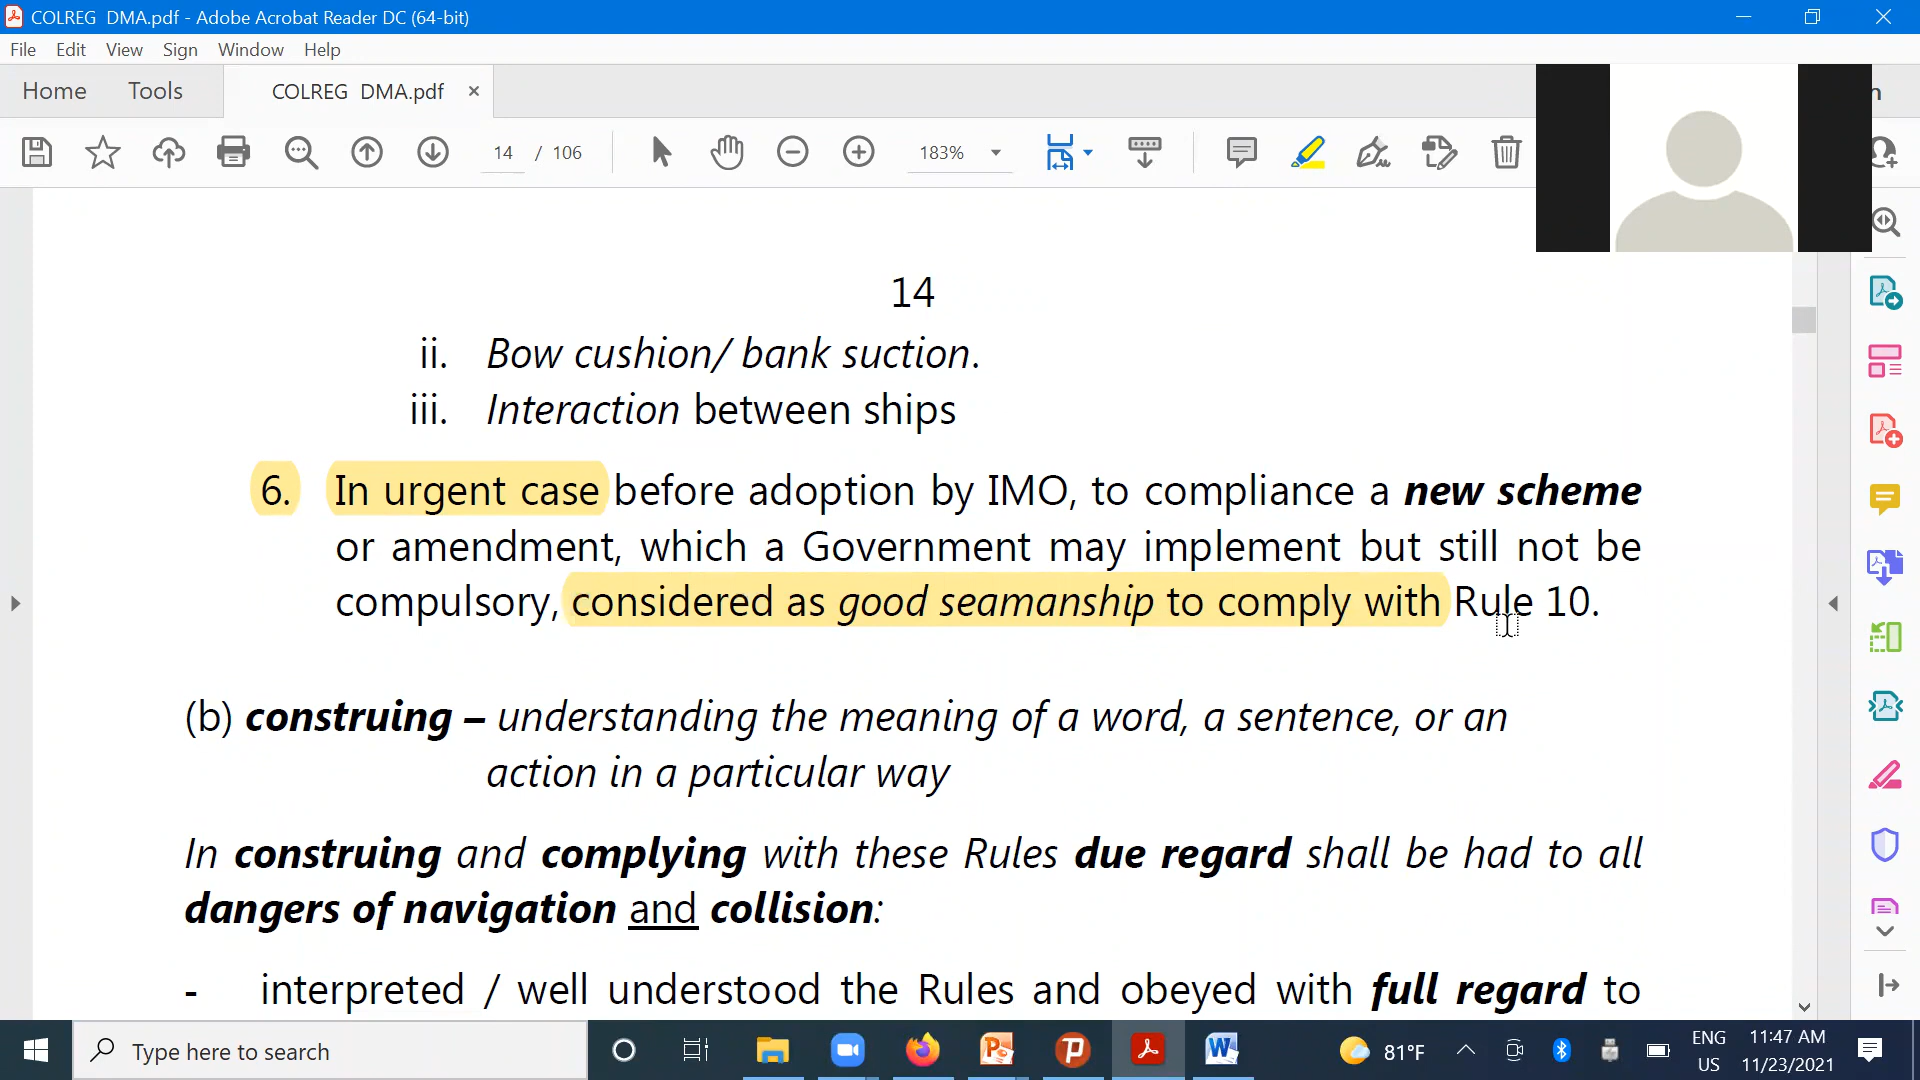 COLREG  DMA.pdf - Adobe Acrobat Reader DC (64-bit)
File Edit View Sign Window Help
Home Tools COLREG  DMA.pdf ×
14 / 106 183%
14
ii. Bow cushion/ bank suction.
iii. Interaction between ships
6. In urgent case before adoption by IMO, to compliance a new scheme
or amendment, which a Government may implement but still not be
compulsory, considered as good seamanship to comply with Rule 10.
(b) construing – understanding the meaning of a word, a sentence, or an
action in a particular way
In construing and complying with these Rules due regard shall be had to all
dangers of navigation and collision:
- interpreted / well understood the Rules and obeyed with full regard to
Type here to search
81°F
ENG
US
11:47 AM
11/23/2021